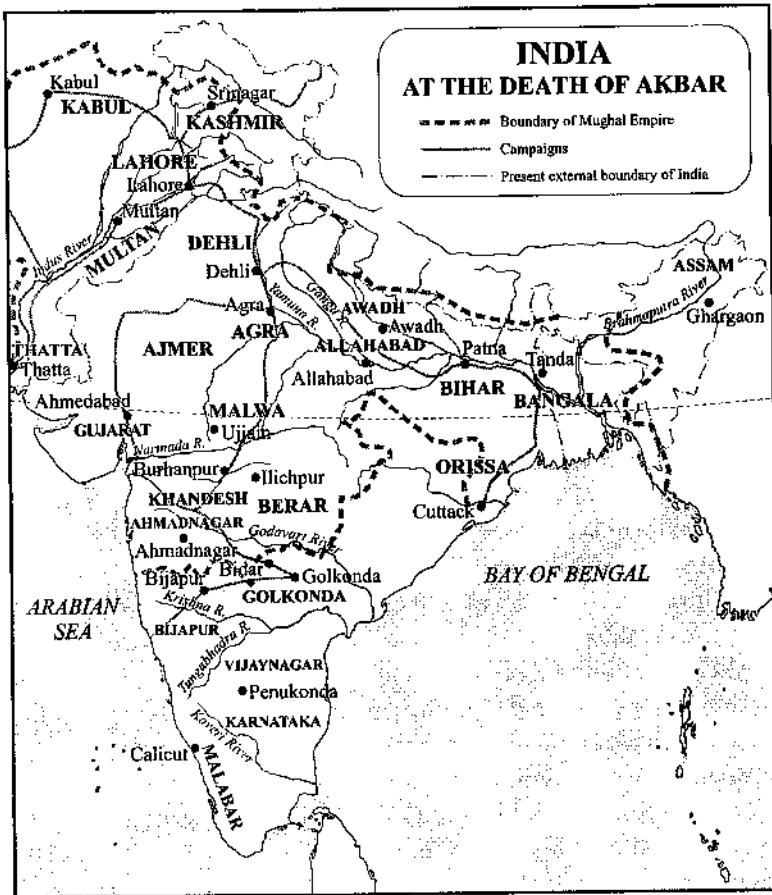 INDIA
AT THE DEATH OF AKBAR
Boundary of Mughal Empire
Campaigns
Present external boundary of India
Kabul
KABUL
Srinagar
KASHMIR
LAHORE
Lahore
Multan
MULTAN
Indus River
DEHLI
Dehli
Agra
AGRA
Yamuna R.
Ganga
AWADH
Awadh
ALLAHABAD
Allahabad
ASSAM
Brahmaputra River
Ghargaon
THATTA
Thatta
AJMER
Patna
BIHAR
Tanda
BANGALA
Ahmedabad
GUJARAT
MALWA
Ujjain
Narmada R.
Burhanpur
Ilichpur
KHANDESH
BERAR
ORISSA
Cuttack
AHMADNAGAR
Ahmadnagar
Godavari River
Bidar
Bijapur
Golkonda
GOLKONDA
Krishna R.
BIJAPUR
Tungabhadra R.
ARABIAN
SEA
BAY OF BENGAL
VIJAYNAGAR
Penukonda
KARNATAKA
Kaveri River
Calicut
MALABAR